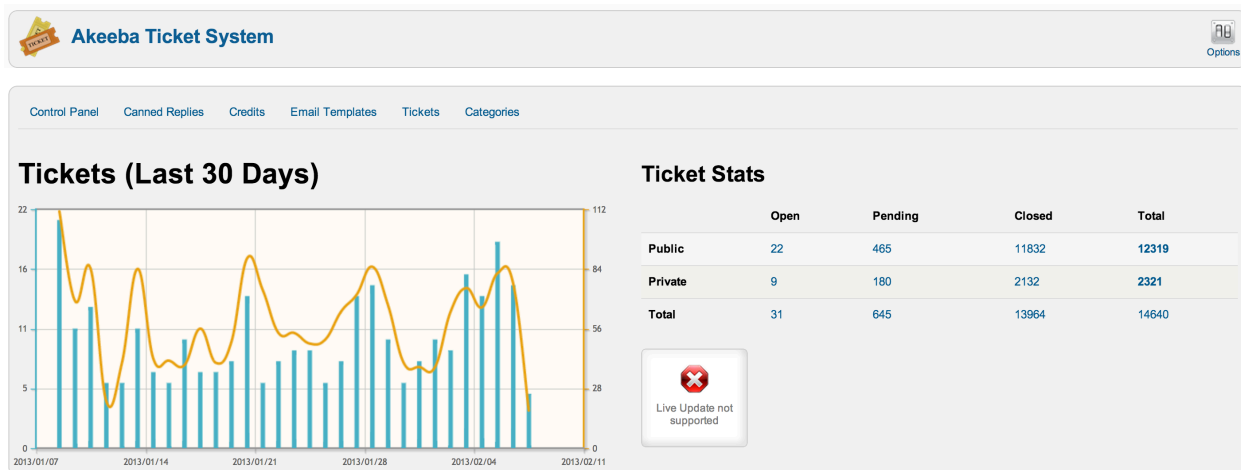 TICKET
Akeeba Ticket System
Options
Control Panel Canned Replies Credits Email Templates Tickets Categories
Tickets (Last 30 Days)
22 112
16 84
11 56
5 28
0 0
2013/01/07 2013/01/14 2013/01/21 2013/01/28 2013/02/04 2013/02/11
Ticket Stats
Open Pending Closed Total
Public 22 465 11832 12319
Private 9 180 2132 2321
Total 31 645 13964 14640
Live Update not
supported